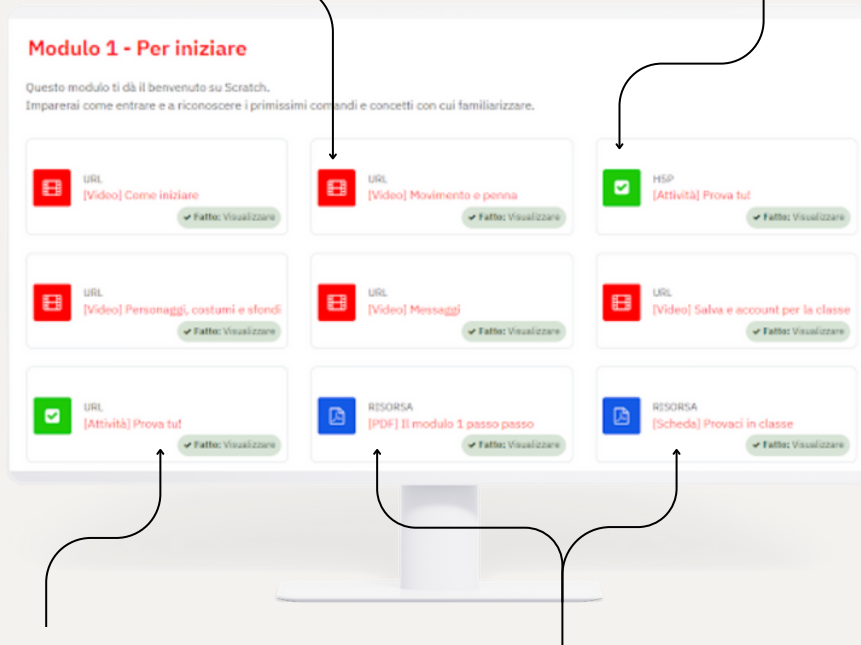 Modulo 1 - Per iniziare
Questo modulo ti dà il benvenuto su Scratch.
Imparerai come entrare e a riconoscere i primissimi comandi e concetti con cui familiarizzare.
URL
[Video] Come iniziare
Fatto: Visualizzare
URL
[Video] Movimento e penna
Fatto: Visualizzare
H5P
[Attività] Prova tu!
Fatto: Visualizzare
URL
[Video] Personaggi, costumi e sfondi
Fatto: Visualizzare
URL
[Video] Messaggi
Fatto: Visualizzare
URL
[Video] Salva e account per la classe
Fatto: Visualizzare
URL
[Attività] Prova tu!
Fatto: Visualizzare
RISORSA
[PDF] Il modulo 1 passo passo
Fatto: Visualizzare
RISORSA
[Scheda] Provaci in classe
Fatto: Visualizzare